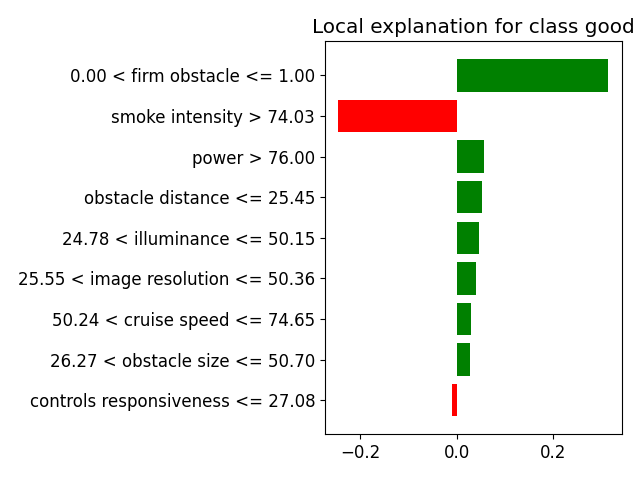 Local explanation for class good
0.00 < firm obstacle <= 1.00
smoke intensity > 74.03
power > 76.00
obstacle distance <= 25.45
24.78 < illuminance <= 50.15
25.55 < image resolution <= 50.36
50.24 < cruise speed <= 74.65
26.27 < obstacle size <= 50.70
controls responsiveness <= 27.08
−0.2 0.0 0.2